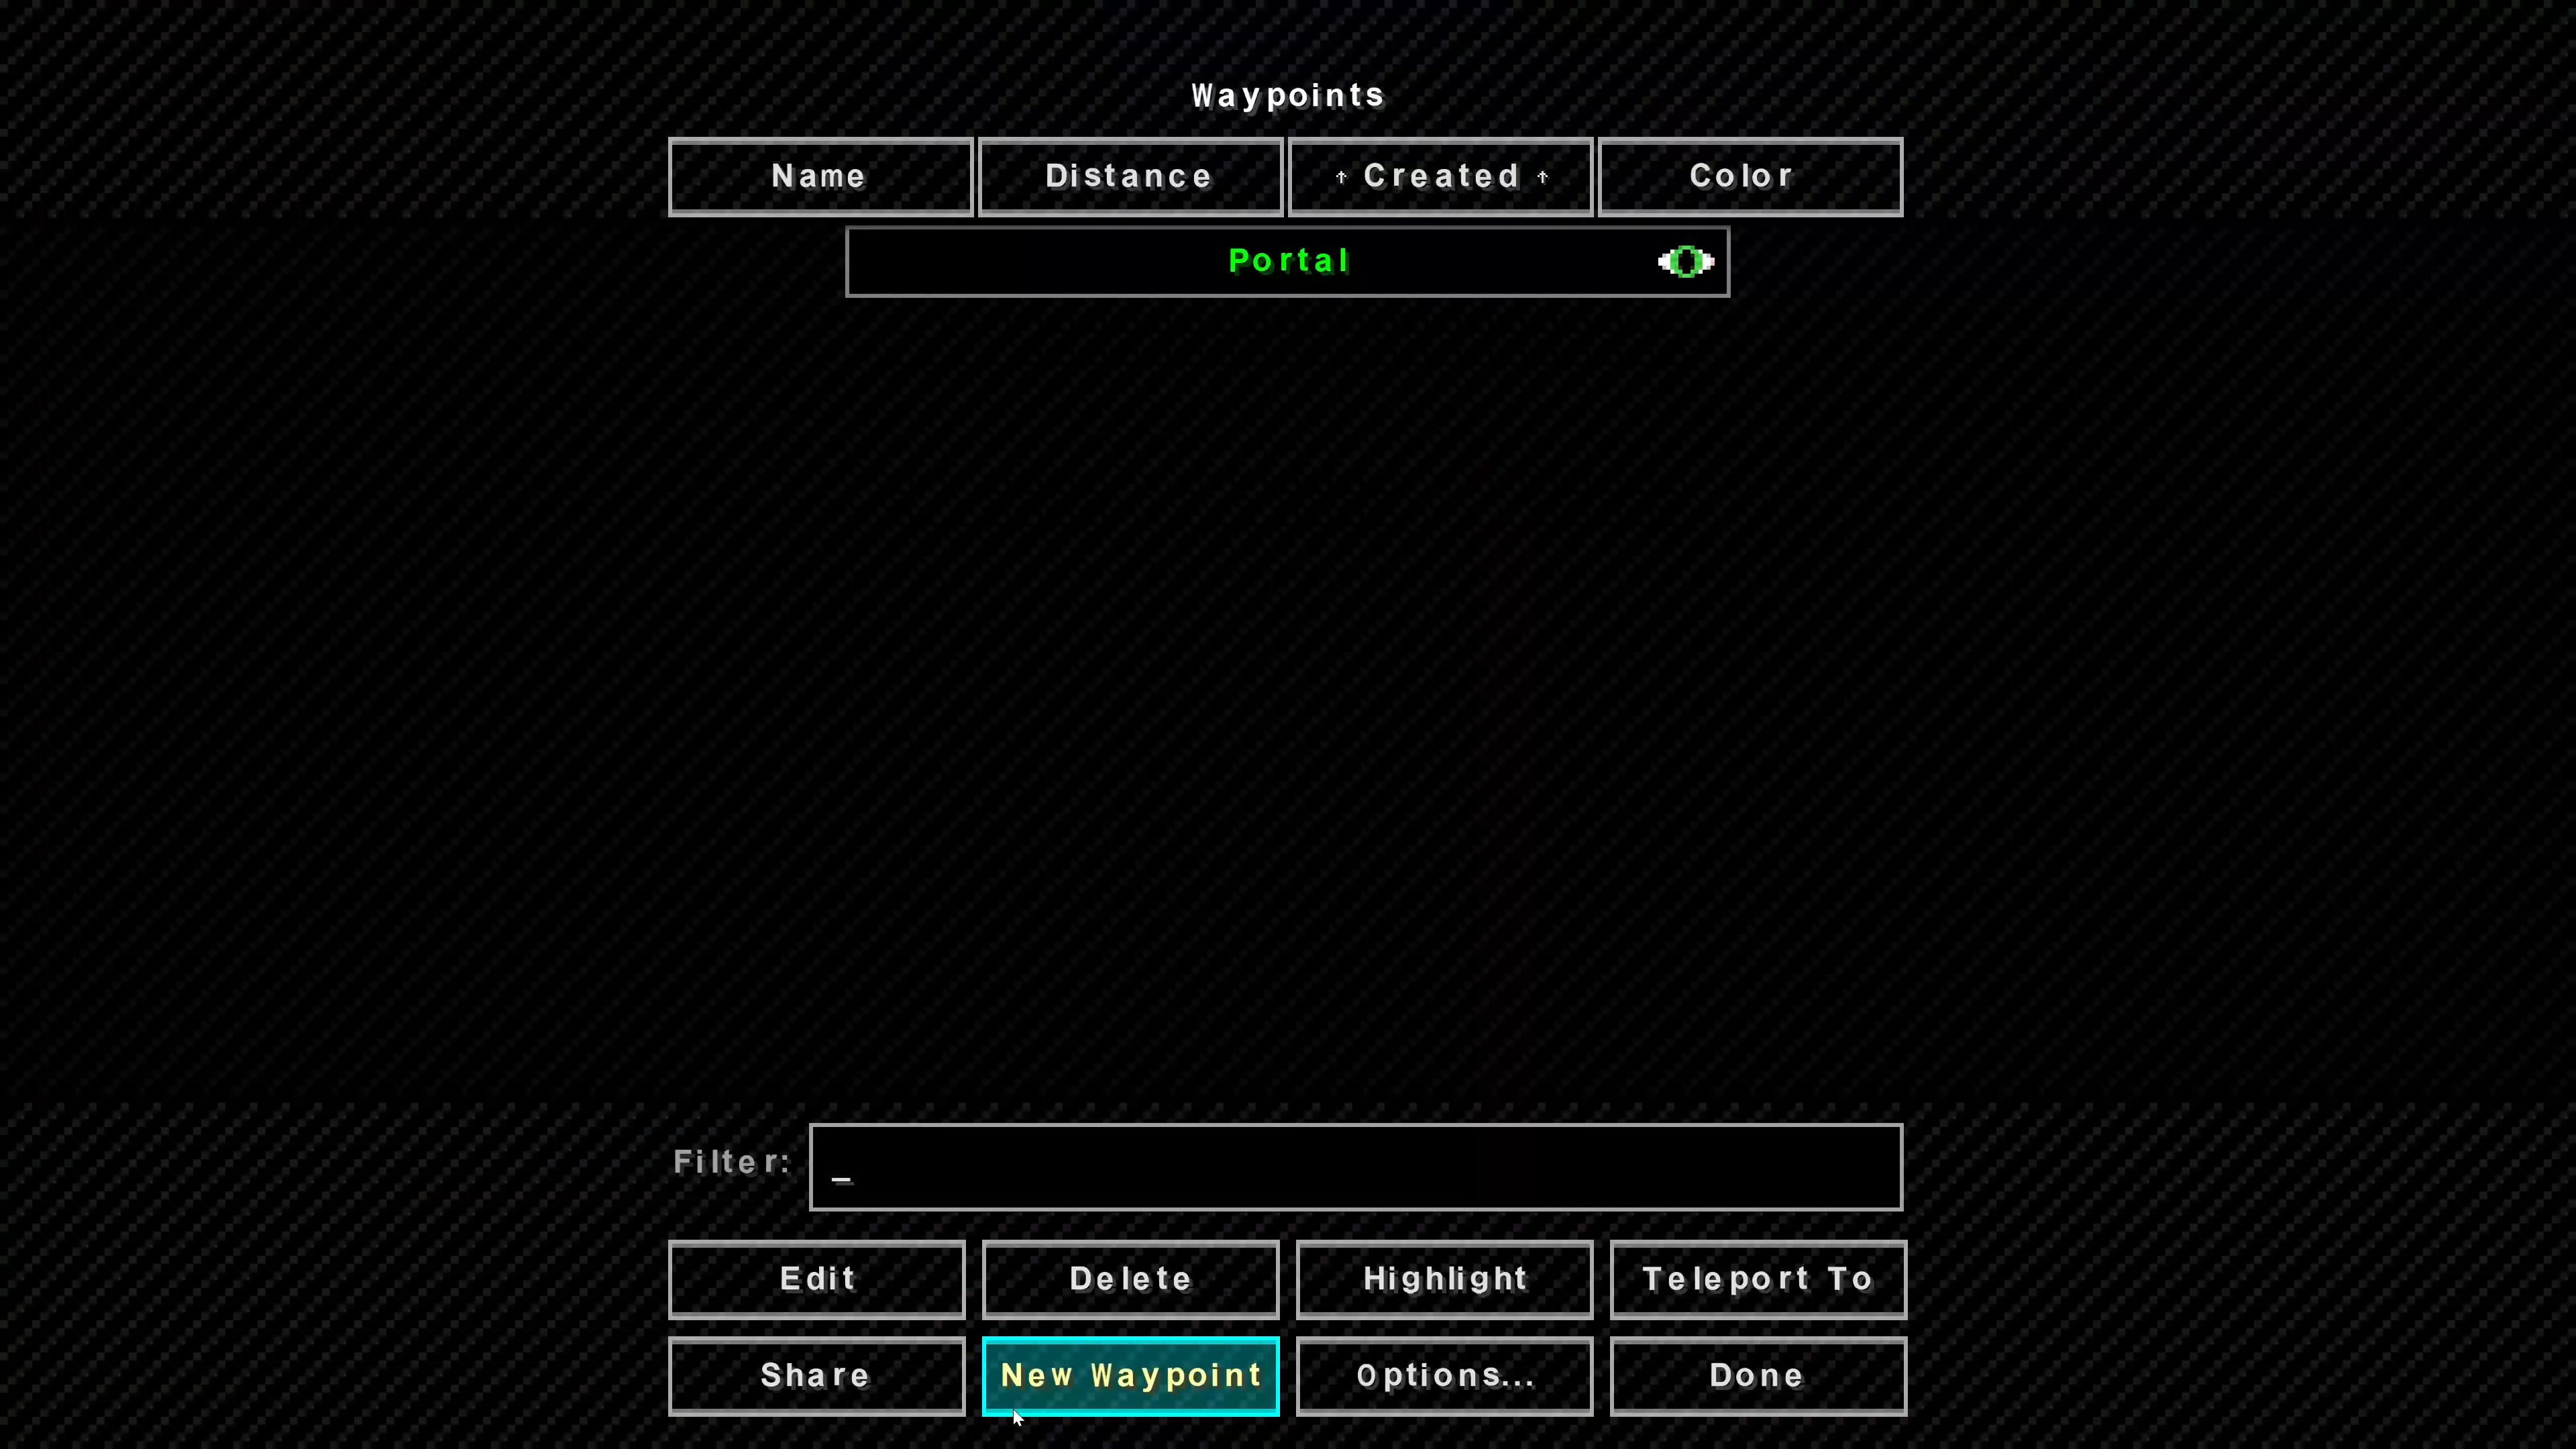 Waypoints
Name Distance ↑ Created ↑ Color
Portal
Filter: _
Edit Delete Highlight Teleport To
Share New Waypoint Options... Done